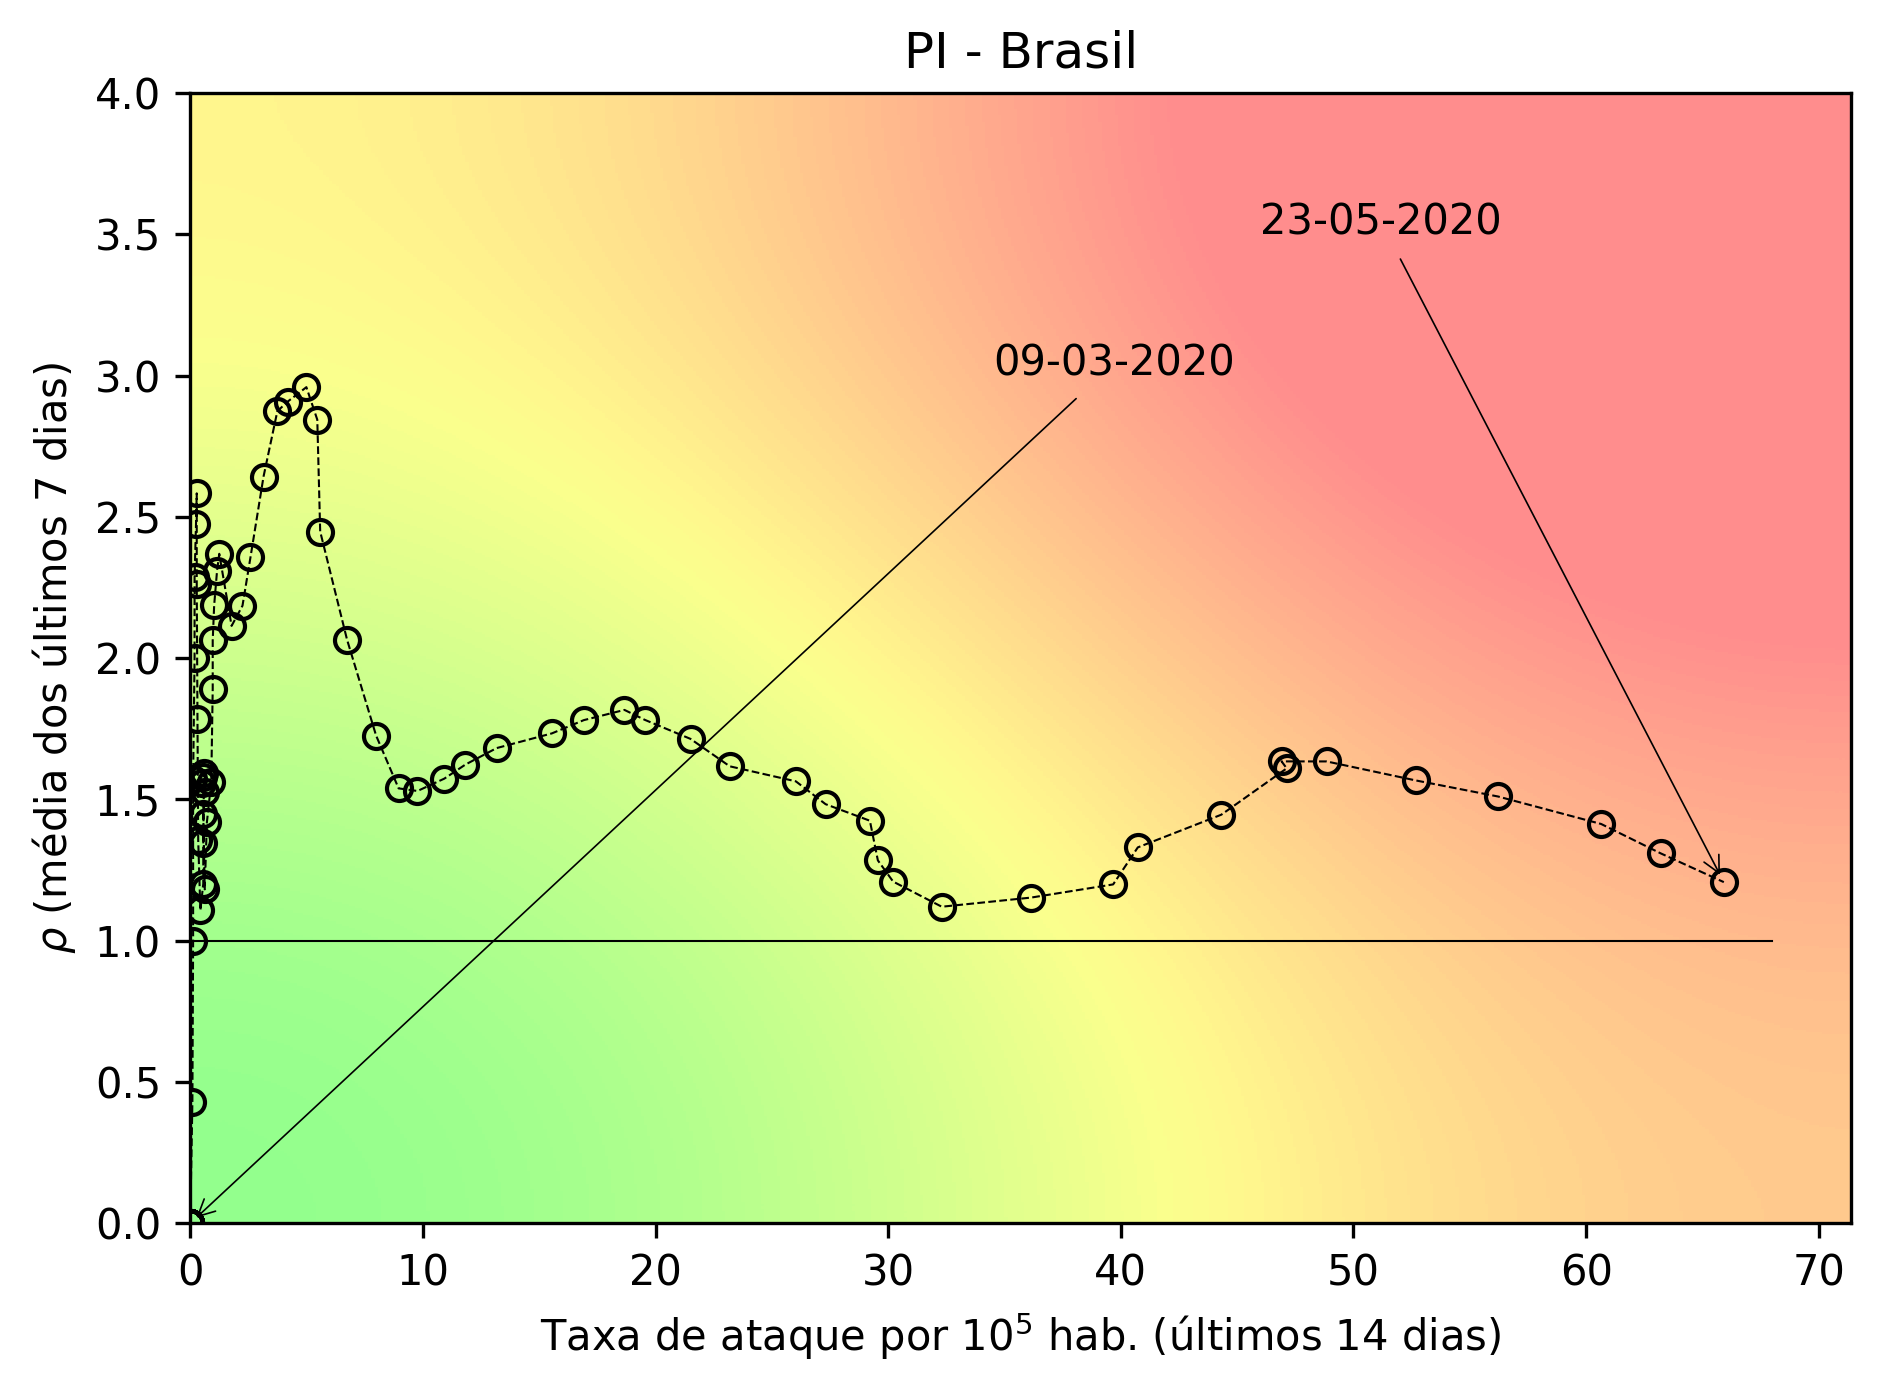 PI - Brasil
4.0
3.5
3.0
2.5
2.0
1.5
1.0
0.5
0.0
ρ (média dos últimos 7 dias)
23-05-2020
09-03-2020
0 10 20 30 40 50 60 70
Taxa de ataque por 10⁵ hab. (últimos 14 dias)